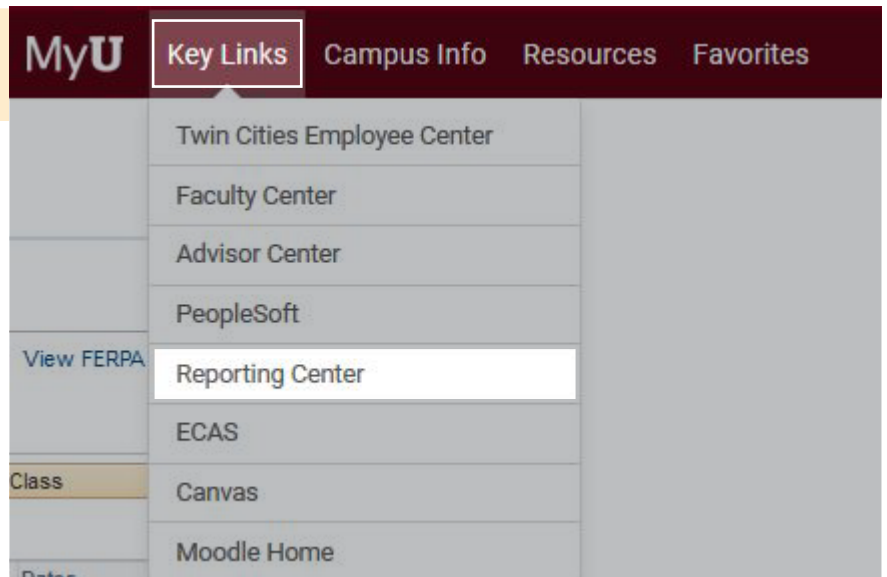 MyU Key Links Campus Info Resources Favorites
Twin Cities Employee Center
Faculty Center
Advisor Center
PeopleSoft
View FERPA
Reporting Center
ECAS
Class
Canvas
Moodle Home